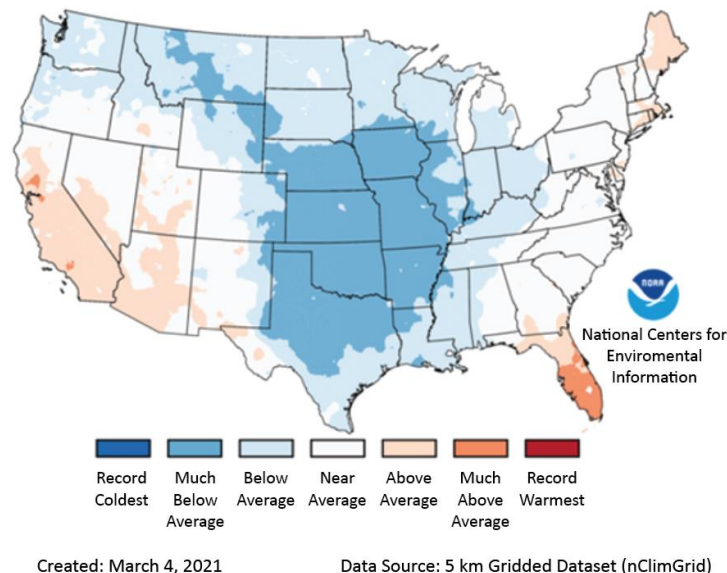 NOAA
National Centers for
Enviromental
Information
Record
Coldest
Much
Below
Average
Below
Average
Near
Average
Above
Average
Much
Above
Average
Record
Warmest
Created: March 4, 2021
Data Source: 5 km Gridded Dataset (nClimGrid)